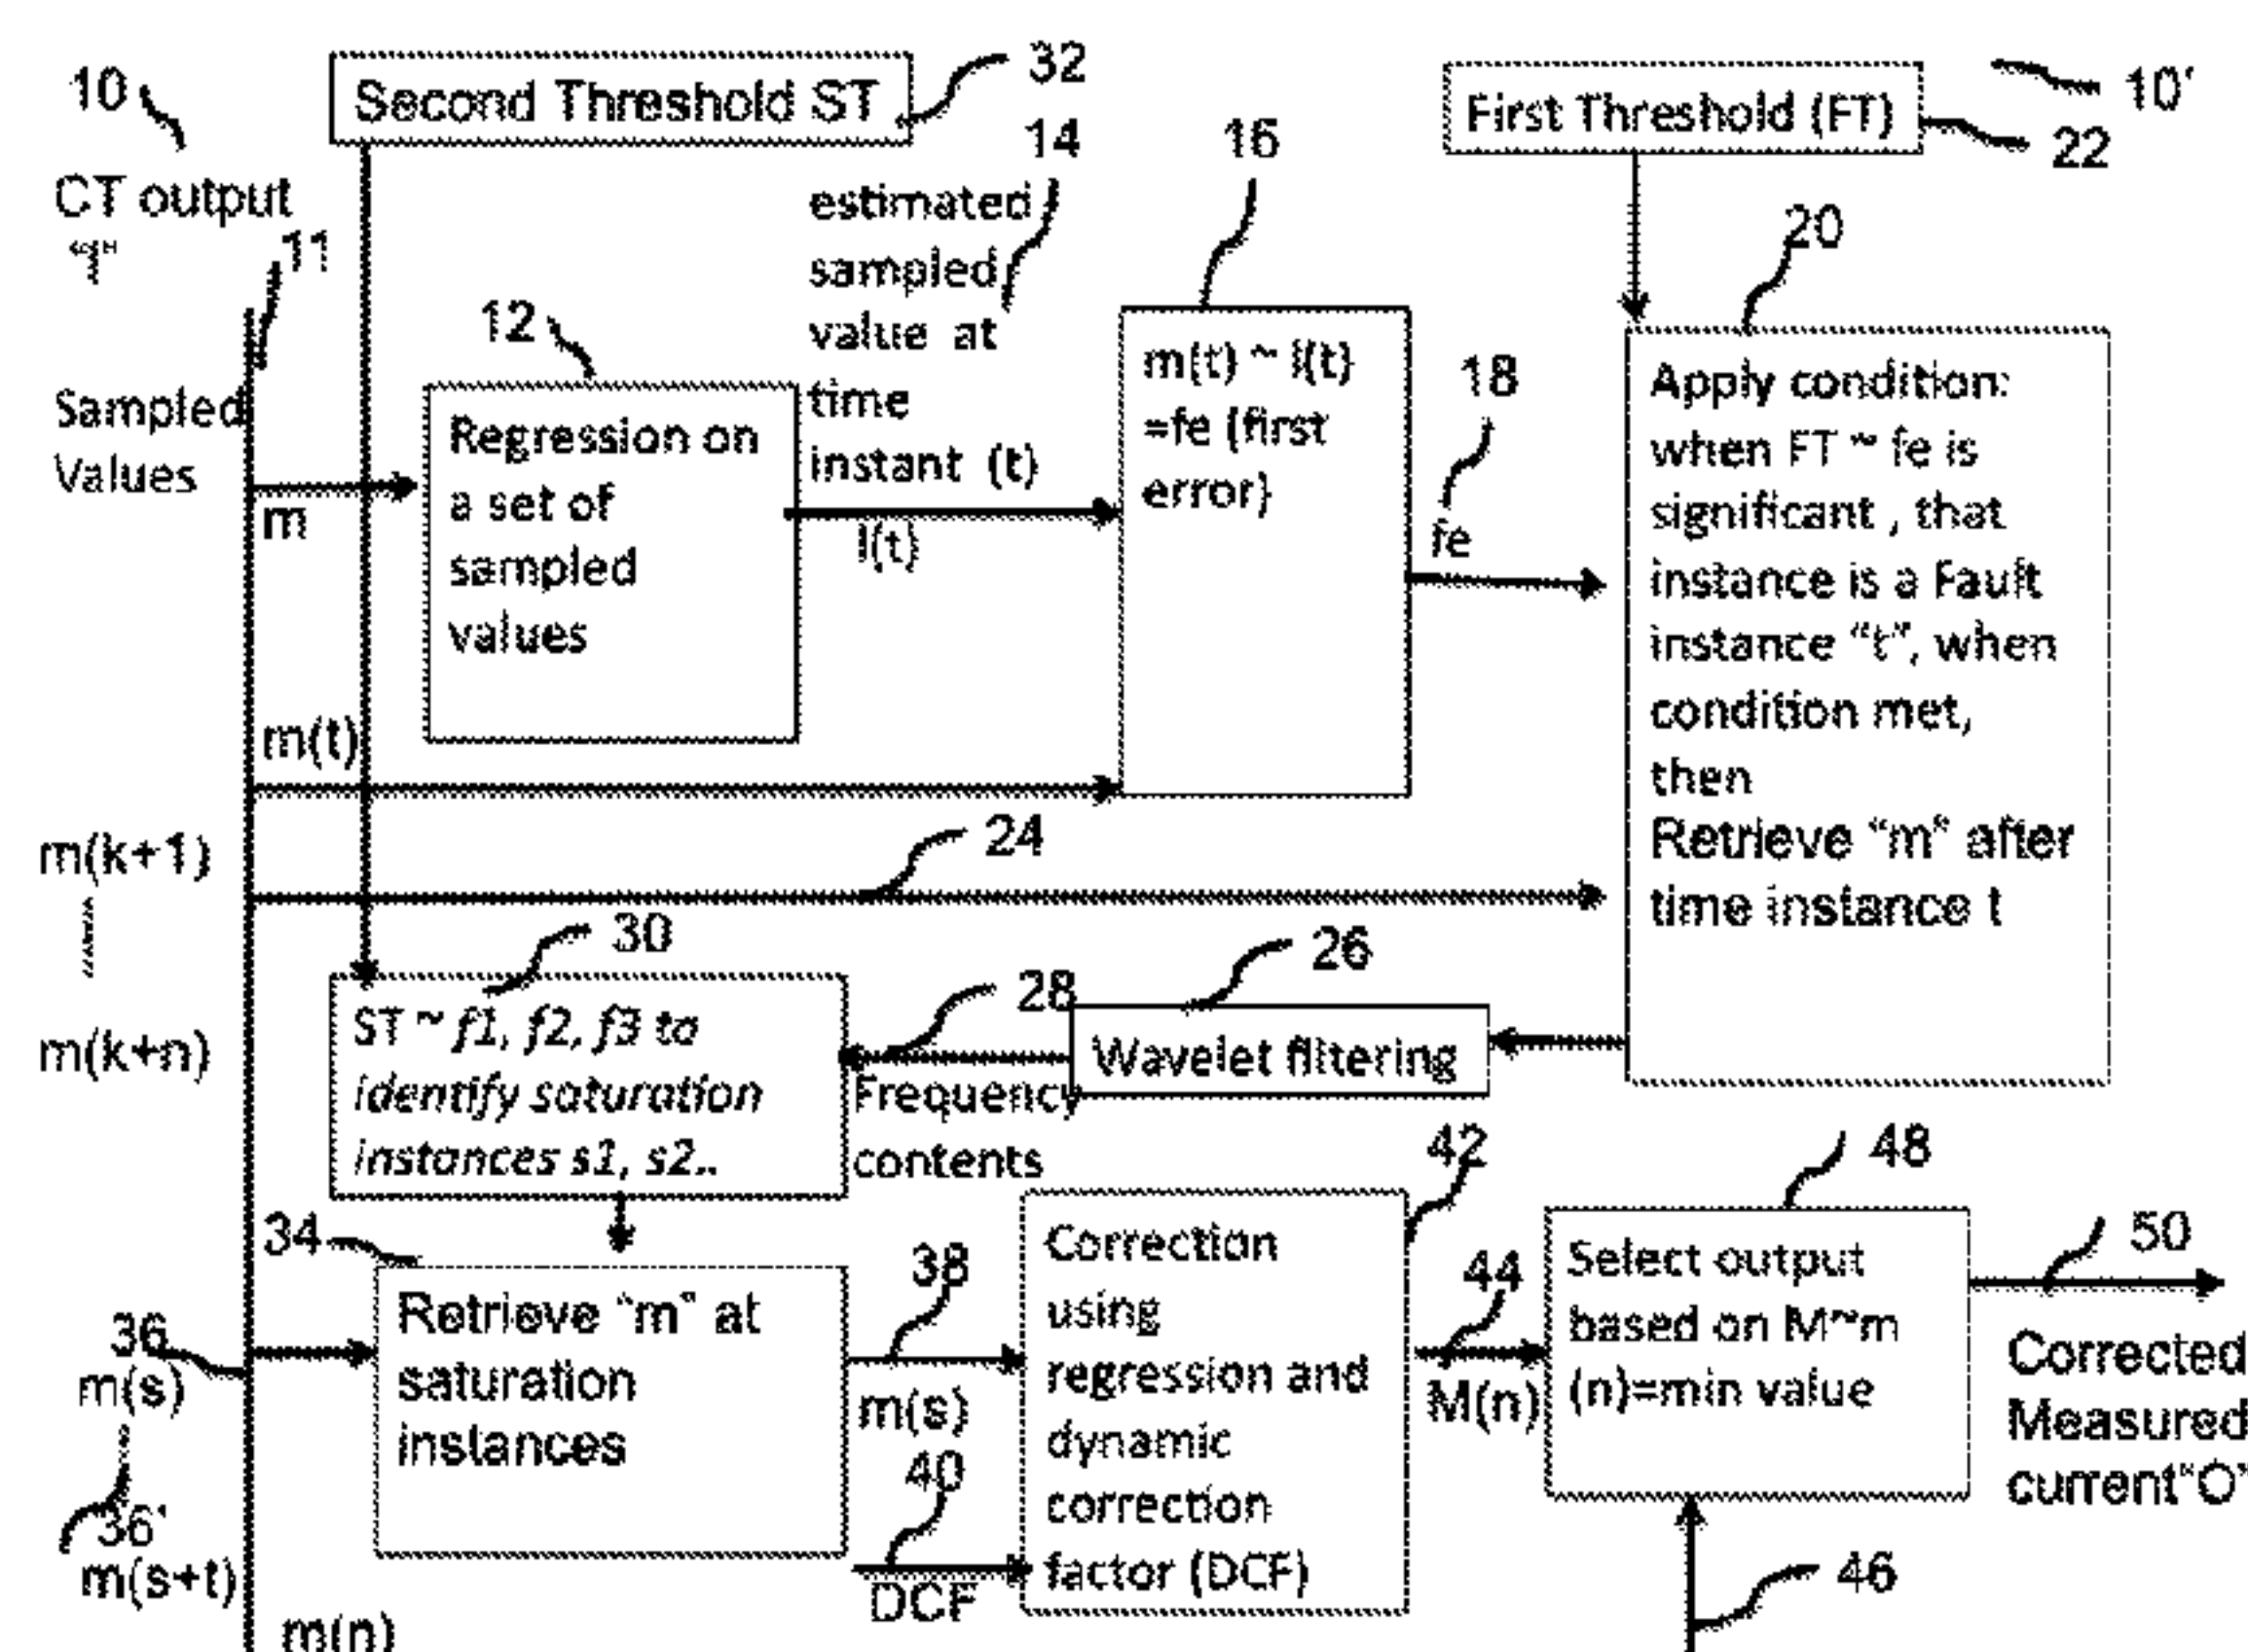 10
Second Threshold ST
32
First Threshold (FT)
10'
22
CT output
"I"
11
14
16
20
12
estimated
sampled
value at
time
instant (t)
I(t)
Sampled
Values
m
Regression on
a set of
sampled
values
m(t) ~ I(t)
=fe (first
error)
18
fe
Apply condition:
when FT ~ fe is
significant , that
instance is a Fault
instance "t", when
condition met,
then
Retrieve "m" after
time instance t
m(t)
24
m(k+1)
m(k+n)
30
28
26
ST ~ f1, f2, f3 to
identify saturation
instances s1, s2..
Frequency
contents
Wavelet filtering
34
36
m(s)
36'
m(s+t)
Retrieve "m" at
saturation
instances
38
m(s)
40
DCF
42
Correction
using
regression and
dynamic
correction
factor (DCF)
44
M(n)
48
Select output
based on M~m
(n)=min value
50
Corrected
Measured
current"O"
46
m(n)